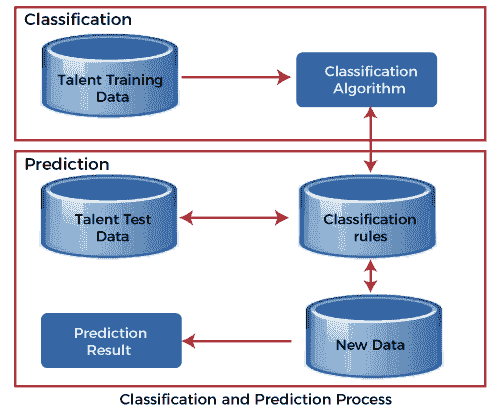 Classification
Talent Training
Data
Classification
Algorithm
Prediction
Talent Test
Data
Classification
rules
Prediction
Result
New Data
Classification and Prediction Process